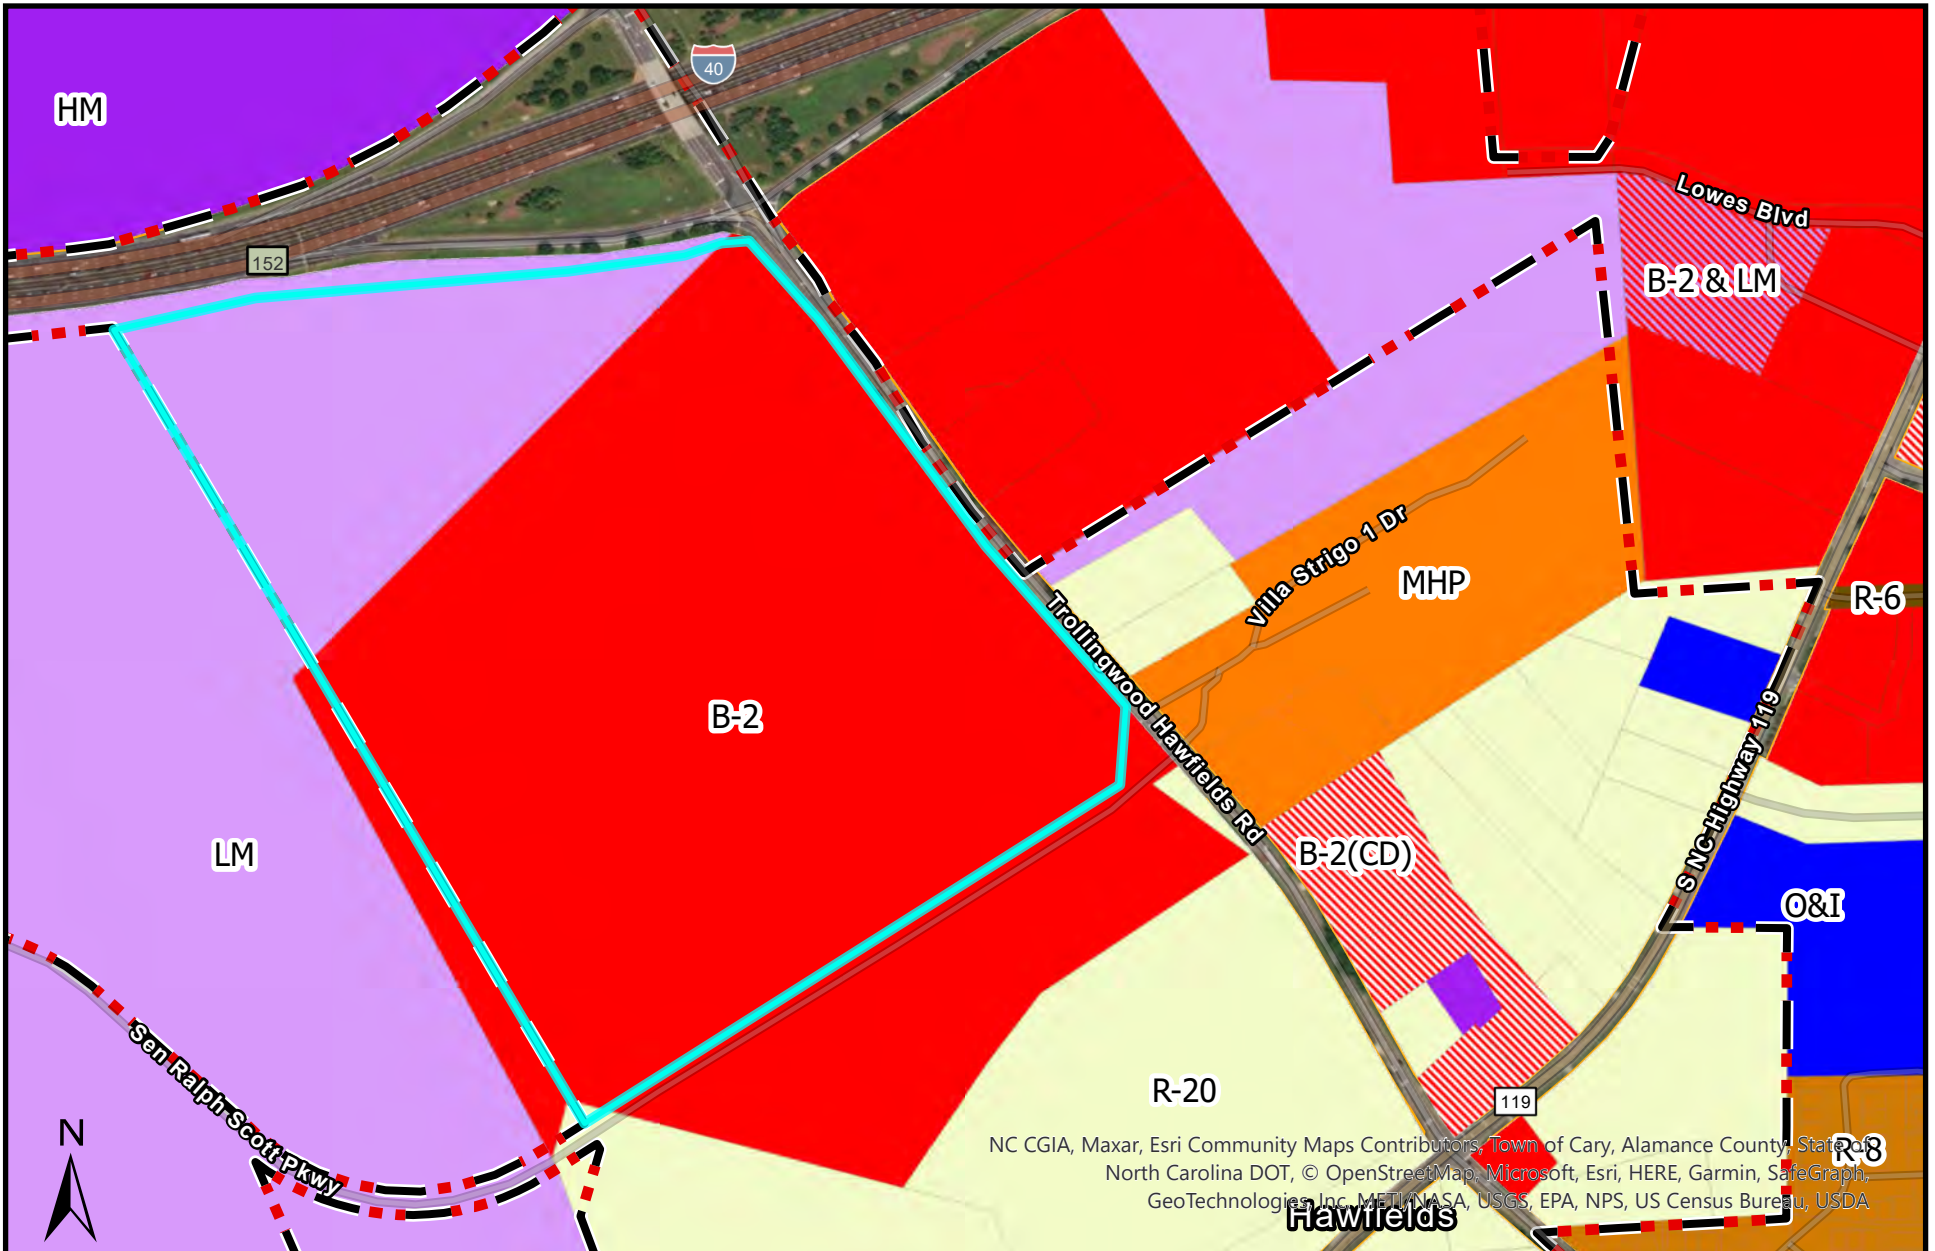 40
HM
152
Lowes Blvd
B-2 & LM
Villa Strigo 1 Dr
MHP
R-6
Trollingwood Hawfields Rd
B-2
S NC Highway 119
LM
B-2(CD)
O&I
Sen Ralph Scott Pkwy
R-20
119
N
R-8
NC CGIA, Maxar, Esri Community Maps Contributors, Town of Cary, Alamance County, State of
North Carolina DOT, © OpenStreetMap, Microsoft, Esri, HERE, Garmin, SafeGraph,
GeoTechnologies, Inc, METI/NASA, USGS, EPA, NPS, US Census Bureau, USDA
Hawfields